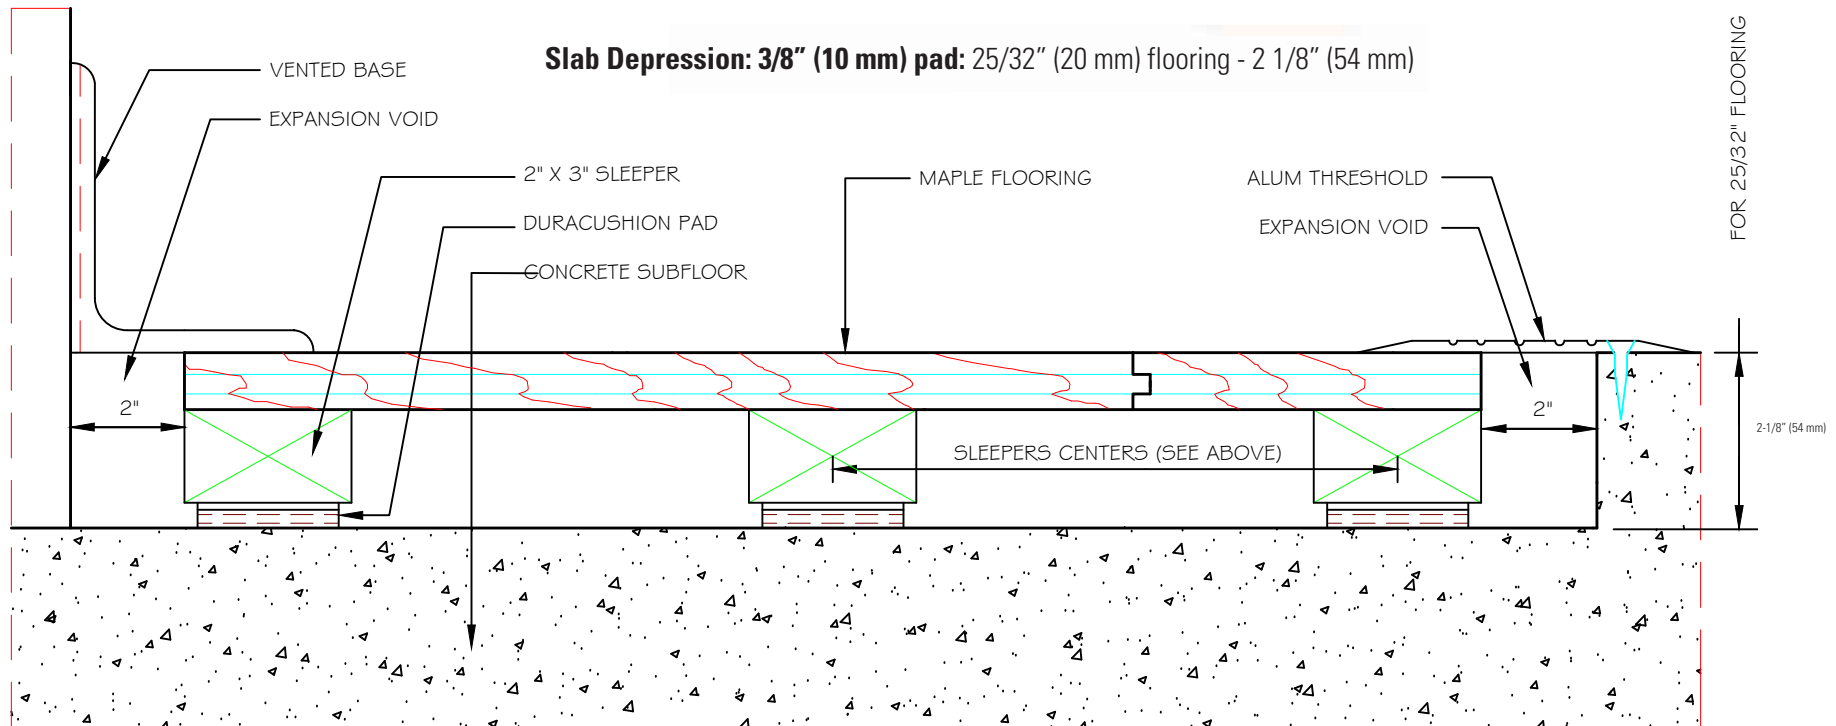 Slab Depression: 3/8” (10 mm) pad: 25/32” (20 mm) flooring - 2 1/8” (54 mm)
VENTED BASE
EXPANSION VOID
2" X 3" SLEEPER
DURACUSHION PAD
CONCRETE SUBFLOOR
MAPLE FLOORING
ALUM THRESHOLD
EXPANSION VOID
FOR 25/32" FLOORING
2"
SLEEPERS CENTERS (SEE ABOVE)
2"
2-1/8” (54 mm)